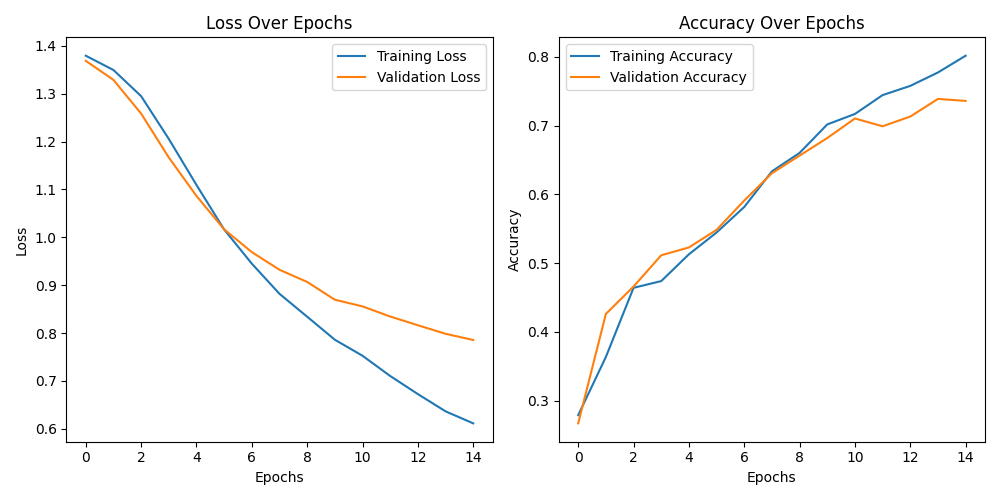 Loss Over Epochs
1.4
1.3
1.2
1.1
1.0
0.9
0.8
0.7
0.6
Loss
Training Loss
Validation Loss
0 2 4 6 8 10 12 14
Epochs
Accuracy Over Epochs
0.8
0.7
0.6
0.5
0.4
0.3
Accuracy
Training Accuracy
Validation Accuracy
0 2 4 6 8 10 12 14
Epochs